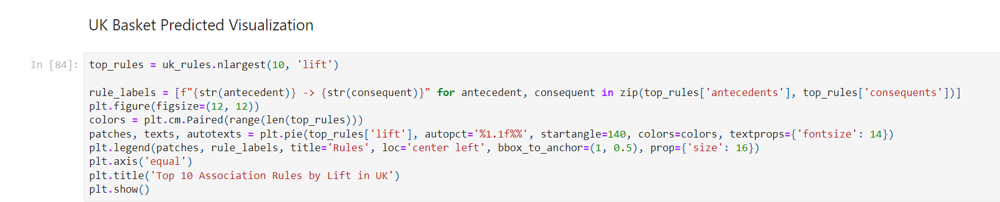 UK Basket Predicted Visualization
In [84]: top_rules = uk_rules.nlargest(10, 'lift')
rule_labels = [f"{str(antecedent)} -> {str(consequent)}" for antecedent, consequent in zip(top_rules['antecedents'], top_rules['consequents'])]
plt.figure(figsize=(12, 12))
colors = plt.cm.Paired(range(len(top_rules)))
patches, texts, autotexts = plt.pie(top_rules['lift'], autopct='%1.1f%%', startangle=140, colors=colors, textprops={'fontsize': 14})
plt.legend(patches, rule_labels, title='Rules', loc='center left', bbox_to_anchor=(1, 0.5), prop={'size': 16})
plt.axis('equal')
plt.title('Top 10 Association Rules by Lift in UK')
plt.show()